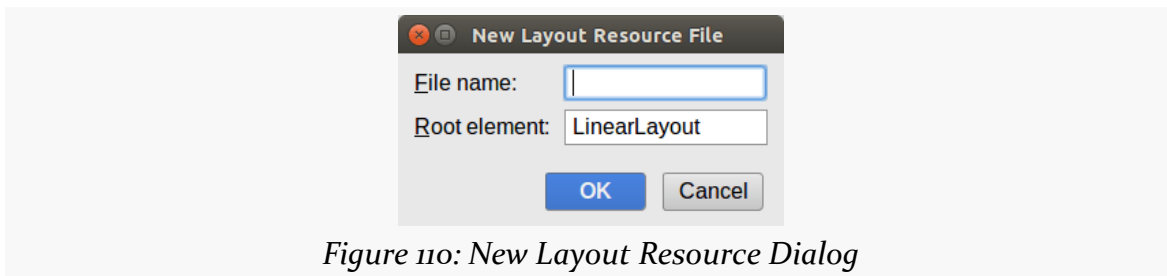 New Layout Resource File
File name:
Root element: LinearLayout
OK Cancel
Figure 110: New Layout Resource Dialog